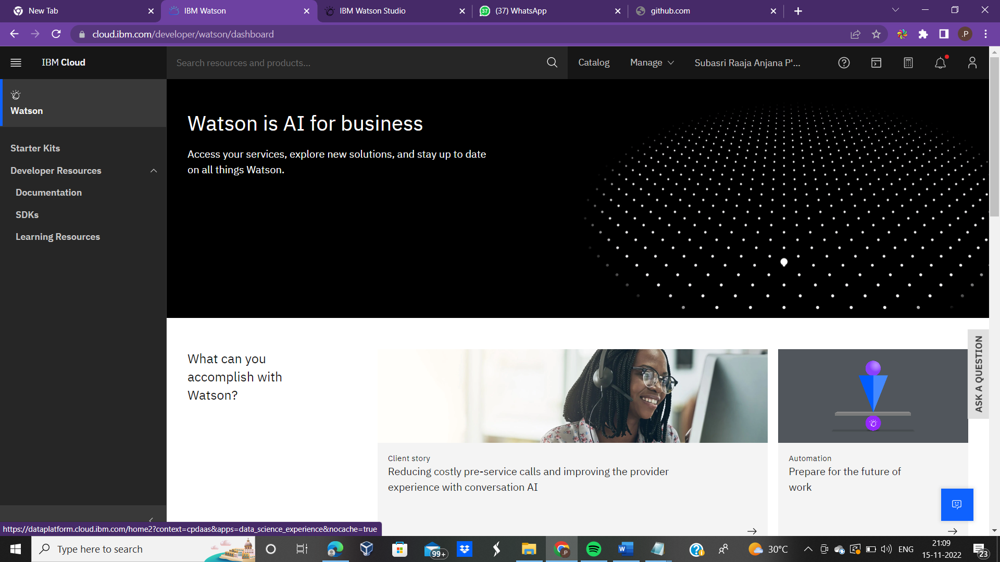 New Tab
IBM Watson
IBM Watson Studio
37
(37) WhatsApp
github.com
cloud.ibm.com/developer/watson/dashboard
.P
IBM Cloud
Search resources and products...
Catalog
Manage
Subasri Raaja Anjana P'...
Watson
Starter Kits
Developer Resources
Documentation
SDKs
Learning Resources
Watson is AI for business
Access your services, explore new solutions, and stay up to date
on all things Watson.
What can you
accomplish with
Watson?
Client story
Reducing costly pre-service calls and improving the provider
experience with conversation AI
Automation
Prepare for the future of
work
ASK A QUESTION
https://dataplatform.cloud.ibm.com/home2?context=cpdaas&apps=data_science_experience&nocache=true
Type here to search
99+
P
W
30°C
ENG
21:09
15-11-2022
23